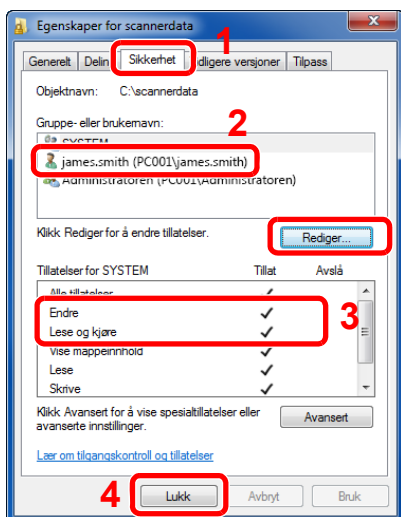 Egenskaper for scannerdata
1
Generelt Delin Sikkerhet dligere versjoner Tilpass
Objektnavn: C:\scannerdata
Gruppe- eller brukernavn:
2
SYSTEM
james.smith (PC001\james.smith)
Administratoren (PC001\Administratoren)
Klikk Rediger for å endre tillatelser.
Rediger...
Tillatelser for SYSTEM Tillat Avslå
Alle tillatelser
Endre
3
Lese og kjøre
Vise mappeinnhold
Lese
Skrive
Klikk Avansert for å vise spesialtillatelser eller
avanserte innstillinger.
Avansert
Lær om tilgangskontroll og tillatelser
4
Lukk Avbryt Bruk